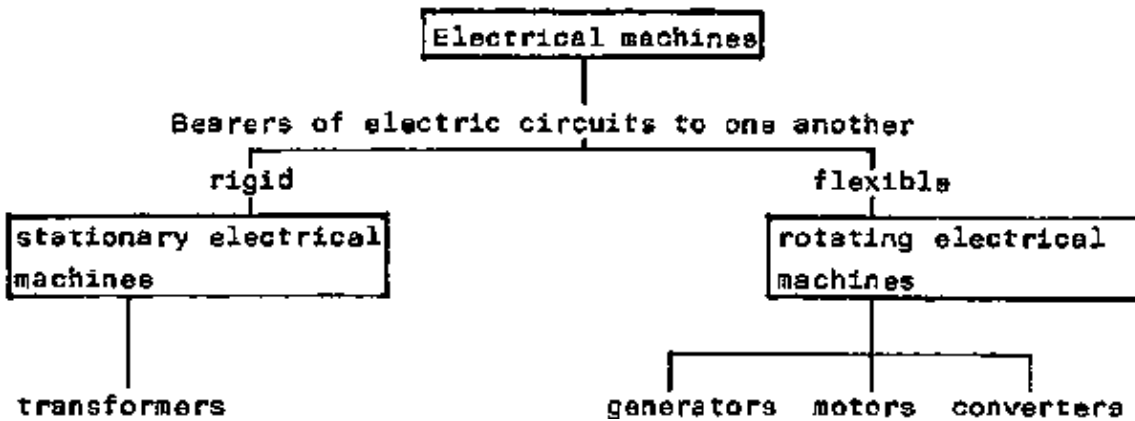 Electrical machines
Bearers of electric circuits to one another
rigid
flexible
stationary electrical
machines
rotating electrical
machines
transformers
generators motors converters